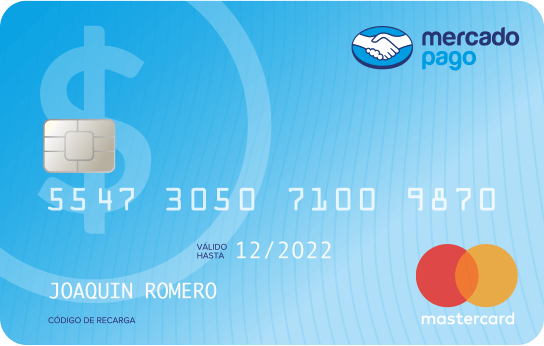 mercado
pago
5547 3050 7100 9870
VÁLIDO
HASTA 12/2022
JOAQUIN ROMERO
CÓDIGO DE RECARGA
mastercard